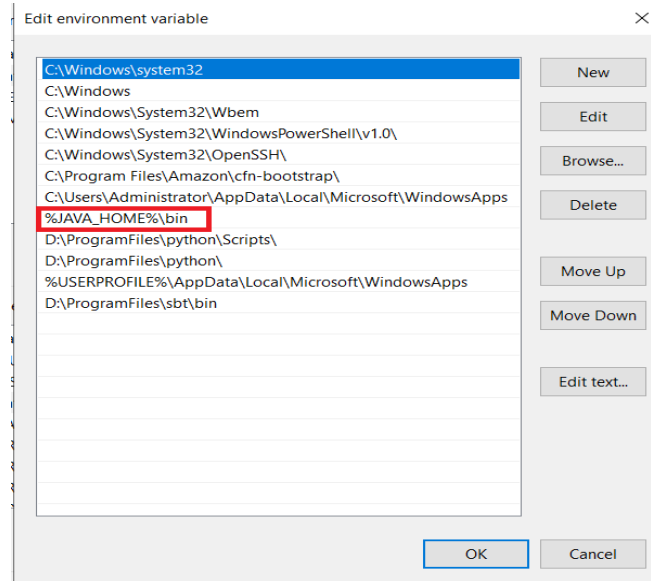 Edit environment variable
C:\Windows\system32
C:\Windows
C:\Windows\System32\Wbem
C:\Windows\System32\WindowsPowerShell\v1.0\
C:\Windows\System32\OpenSSH\
C:\Program Files\Amazon\cfn-bootstrap\
C:\Users\Administrator\AppData\Local\Microsoft\WindowsApps
%JAVA_HOME%\bin
D:\ProgramFiles\python\Scripts\
D:\ProgramFiles\python\
%USERPROFILE%\AppData\Local\Microsoft\WindowsApps
D:\ProgramFiles\sbt\bin
New
Edit
Browse...
Delete
Move Up
Move Down
Edit text...
OK
Cancel